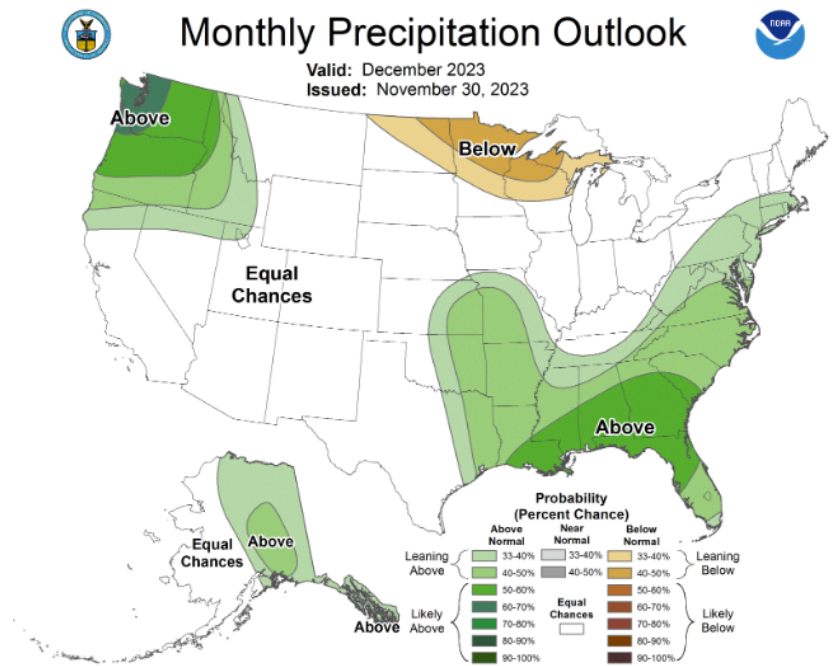 Monthly Precipitation Outlook
NOAA
Valid: December 2023
Issued: November 30, 2023
Above
Below
Equal
Chances
Above
Equal
Chances
Above
Above
Probability
(Percent Chance)
Above
Normal
Near
Normal
Below
Normal
Leaning
Above
33-40%
33-40%
33-40%
Leaning
Below
40-50%
40-50%
40-50%
Likely
Above
50-60%
60-70%
70-80%
80-90%
90-100%
Equal
Chances
50-60%
60-70%
70-80%
80-90%
90-100%
Likely
Below